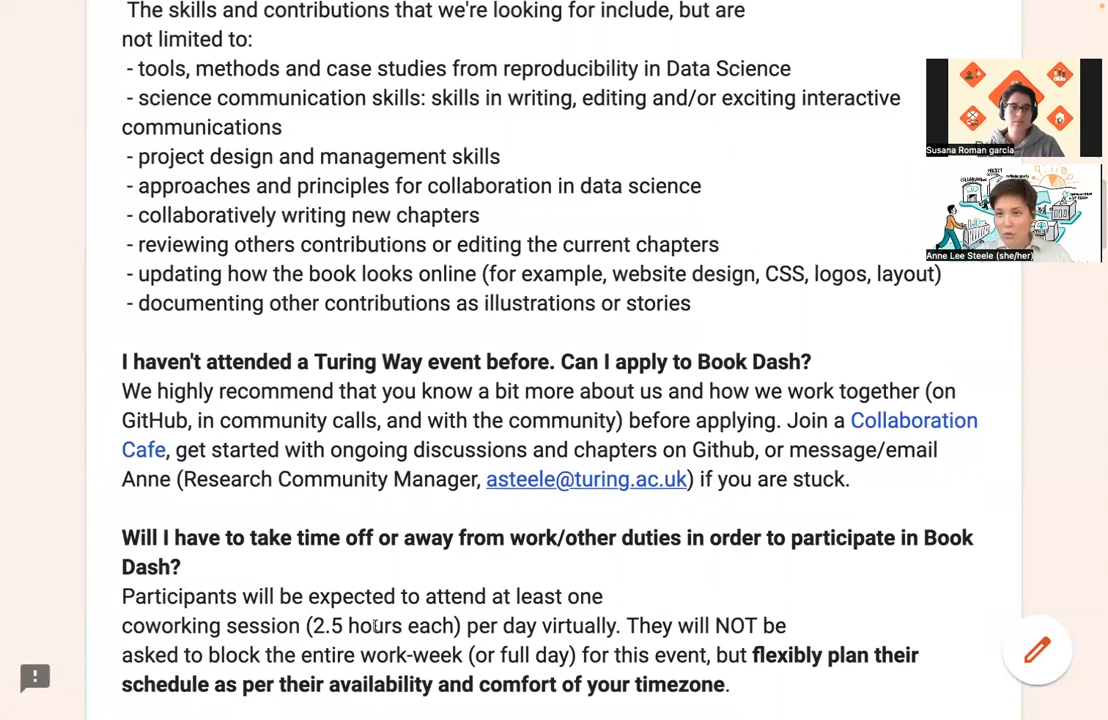 The skills and contributions that we're looking for include, but are
not limited to:
- tools, methods and case studies from reproducibility in Data Science
- science communication skills: skills in writing, editing and/or exciting interactive
communications
- project design and management skills
- approaches and principles for collaboration in data science
- collaboratively writing new chapters
- reviewing others contributions or editing the current chapters
- updating how the book looks online (for example, website design, CSS, logos, layout)
- documenting other contributions as illustrations or stories
I haven't attended a Turing Way event before. Can I apply to Book Dash?
We highly recommend that you know a bit more about us and how we work together (on
GitHub, in community calls, and with the community) before applying. Join a Collaboration
Cafe, get started with ongoing discussions and chapters on Github, or message/email
Anne (Research Community Manager, asteele@turing.ac.uk) if you are stuck.
Will I have to take time off or away from work/other duties in order to participate in Book
Dash?
Participants will be expected to attend at least one
coworking session (2.5 hours each) per day virtually. They will NOT be
asked to block the entire work-week (or full day) for this event, but flexibly plan their
schedule as per their availability and comfort of your timezone.
Susana Roman garcia
Anne Lee Steele (she/her)